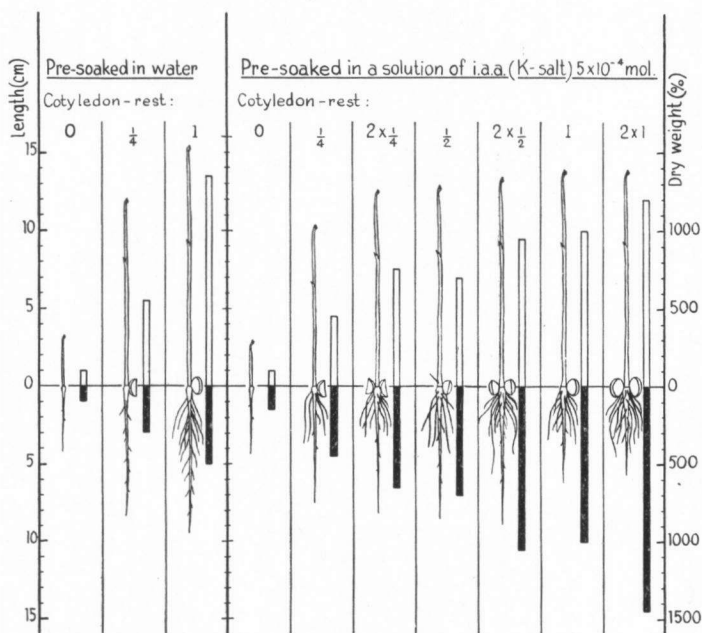 Pre-soaked in water
Pre-soaked in a solution of i.a.a. (K-salt) 5x10⁻⁴ mol.
Cotyledon-rest:
Cotyledon-rest:
0 1/4 1 0 1/4 2 x 1/4 1/2 2 x 1/2 1 2 x 1
Length (cm)
15
10
5
0
5
10
15
Dry weight (%)
1000
500
0
500
1000
1500